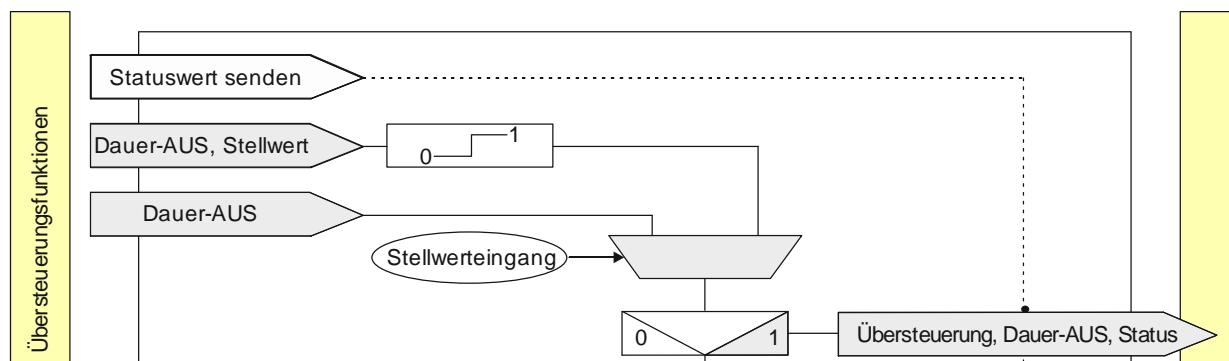 Übersteuerungsfunktionen
Statuswert senden
Dauer-AUS, Stellwert
0
1
Dauer-AUS
Stellwerteingang
0
1
Übersteuerung, Dauer-AUS, Status